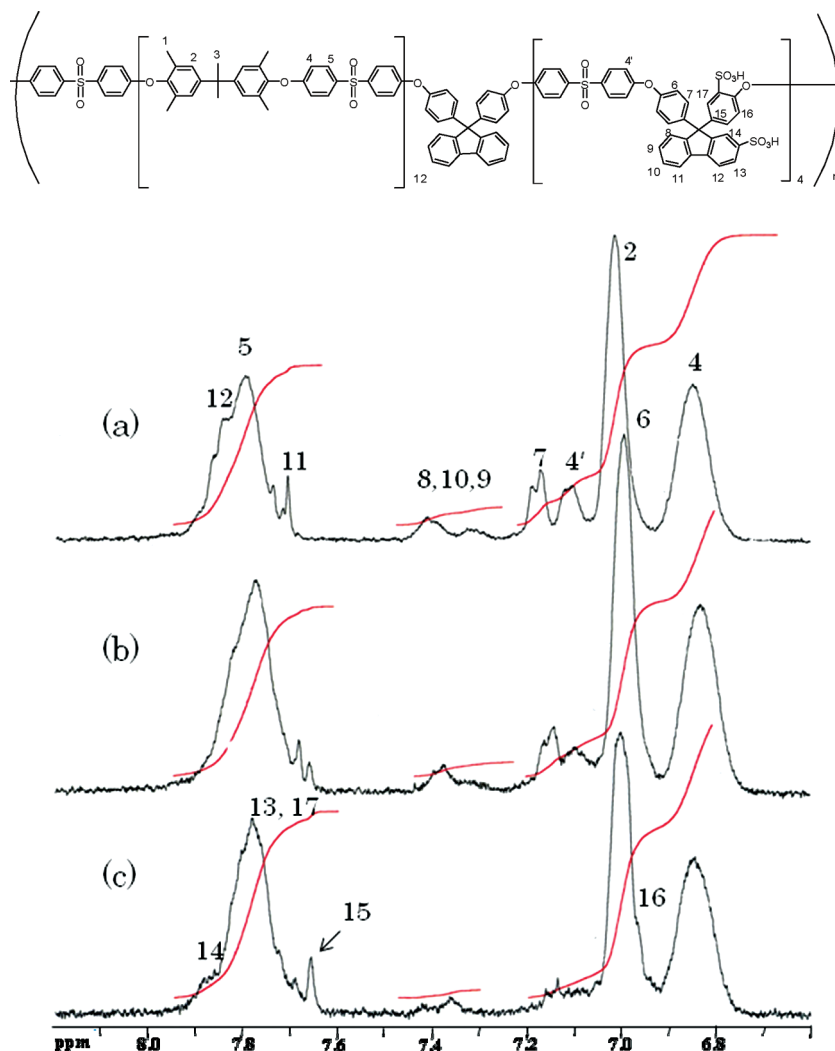 1 2 3 4 5 4' 6 7 SO₃H
O S O O O S O O O S O O O
17 16 15 14 SO₃H
8 9 10 11 12 13
12 4 n
2
5 4
12 6
(a) 11 8,10,9 7 4'
(b)
13, 17
(c) 15 16
14
ppm 8.0 7.8 7.6 7.4 7.2 7.0 6.8